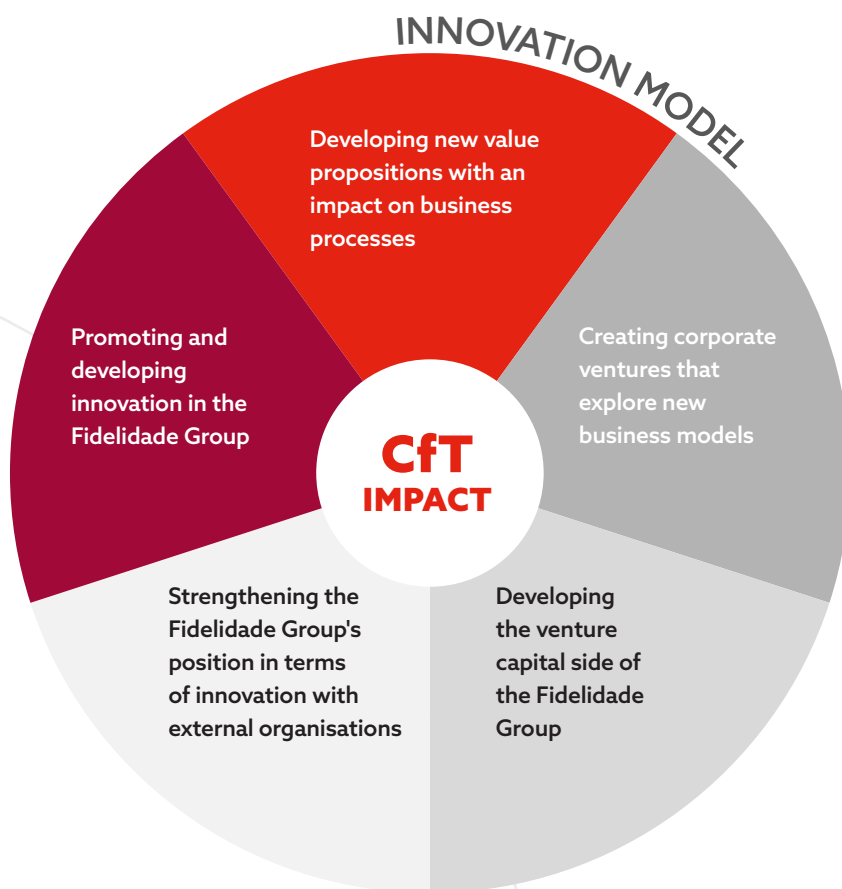 INNOVATION MODEL
Developing new value
propositions with an
impact on business
processes
Promoting and
developing
innovation in the
Fidelidade Group
Creating corporate
ventures that
explore new
business models
CfT
IMPACT
Strengthening the
Fidelidade Group's
position in terms
of innovation with
external organisations
Developing
the venture
capital side of
the Fidelidade
Group